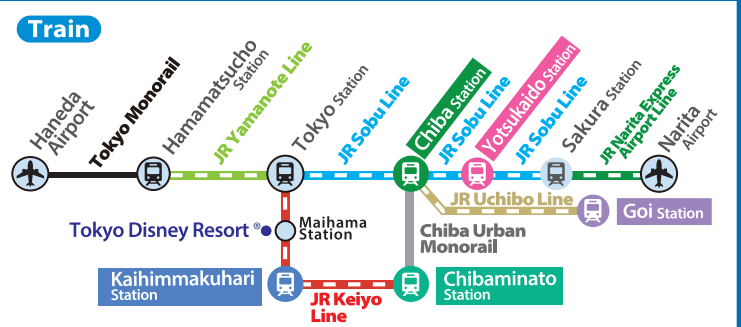 Train
Haneda
Airport
Tokyo Monorail
Hamamatsucho
Station
JR Yamanote Line
Tokyo Station
JR Sobu Line
Chiba Station
JR Sobu Line
Yotsukaido Station
JR Sobu Line
Sakura Station
JR Narita Express
Airport Line
Narita
Airport
JR Uchibo Line
Goi Station
Tokyo Disney Resort ®
Maihama
Station
Chiba Urban
Monorail
Kaihimmakuhari
Station
JR Keiyo
Line
Chibaminato
Station